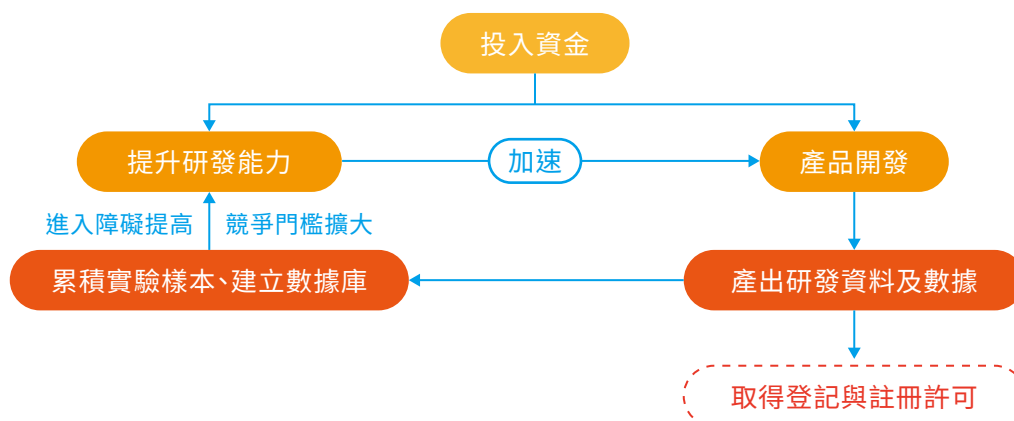 投入資金
提升研發能力
加速
產品開發
進入障礙提高
競爭門檻擴大
累積實驗樣本、建立數據庫
產出研發資料及數據
取得登記與註冊許可